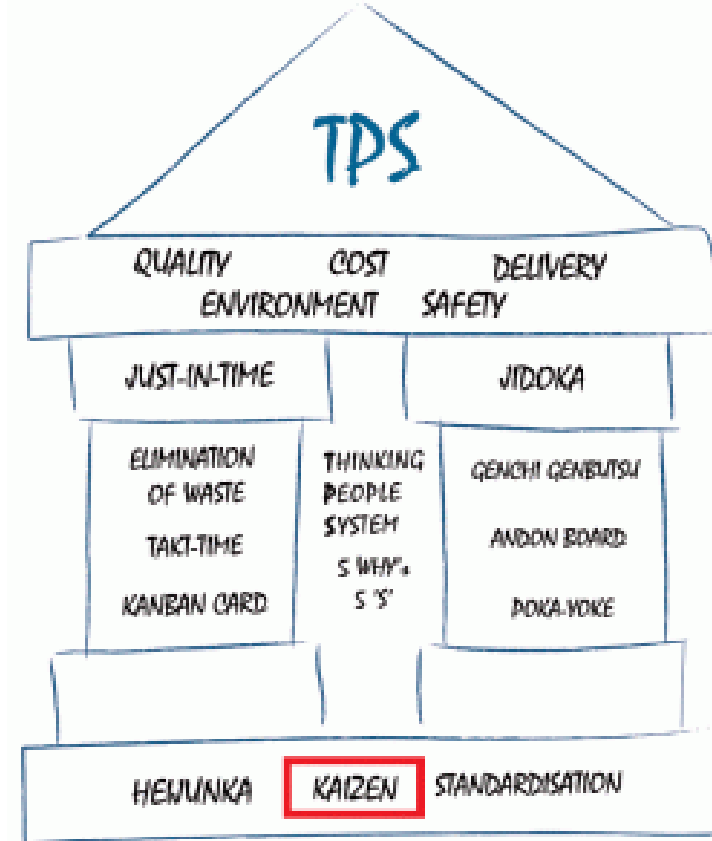 TPS
QUALITY COST DELIVERY
ENVIRONMENT SAFETY
JUST-IN-TIME
JIDOKA
ELIMINATION
OF WASTE
TAKT-TIME
KANBAN CARD
THINKING
PEOPLE
SYSTEM
5 WHY's
5 'S'
GENCHI GENBUTSU
ANDON BOARD
POKA-YOKE
HEIJUNKA KAIZEN STANDARDISATION